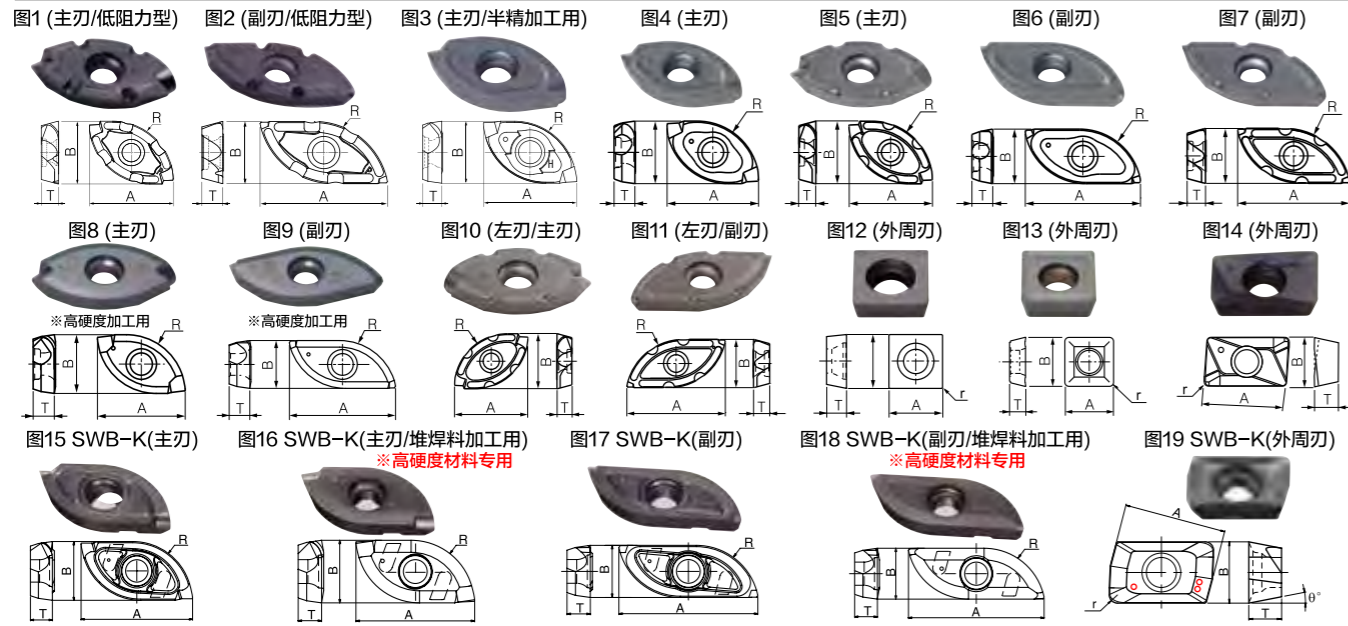 图1 (主刃/低阻力型) 图2 (副刃/低阻力型) 图3 (主刃/半精加工用) 图4 (主刃) 图5 (主刃) 图6 (副刃) 图7 (副刃)
R R R R R R R
B B B B B B B
H
T A T A T A T A T A T A T A
图8 (主刃) 图9 (副刃) 图10 (左刃/主刃) 图11 (左刃/副刃) 图12 (外周刃) 图13 (外周刃) 图14 (外周刃)
※高硬度加工用 ※高硬度加工用
R R R R
B B B B B B
r r r
T A T A A T A T T A T A A T
图15 SWB-K(主刃) 图16 SWB-K(主刃/堆焊料加工用) 图17 SWB-K(副刃) 图18 SWB-K(副刃/堆焊料加工用) 图19 SWB-K(外周刃)
※高硬度材料专用 ※高硬度材料专用
R R R R A
B B B B B
r θ°
T A T A T A T A T